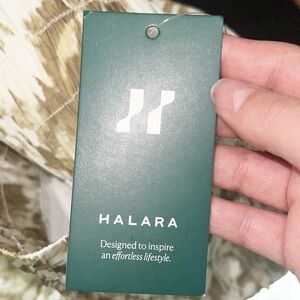 HALARA
Designed to inspire
an effortless lifestyle.